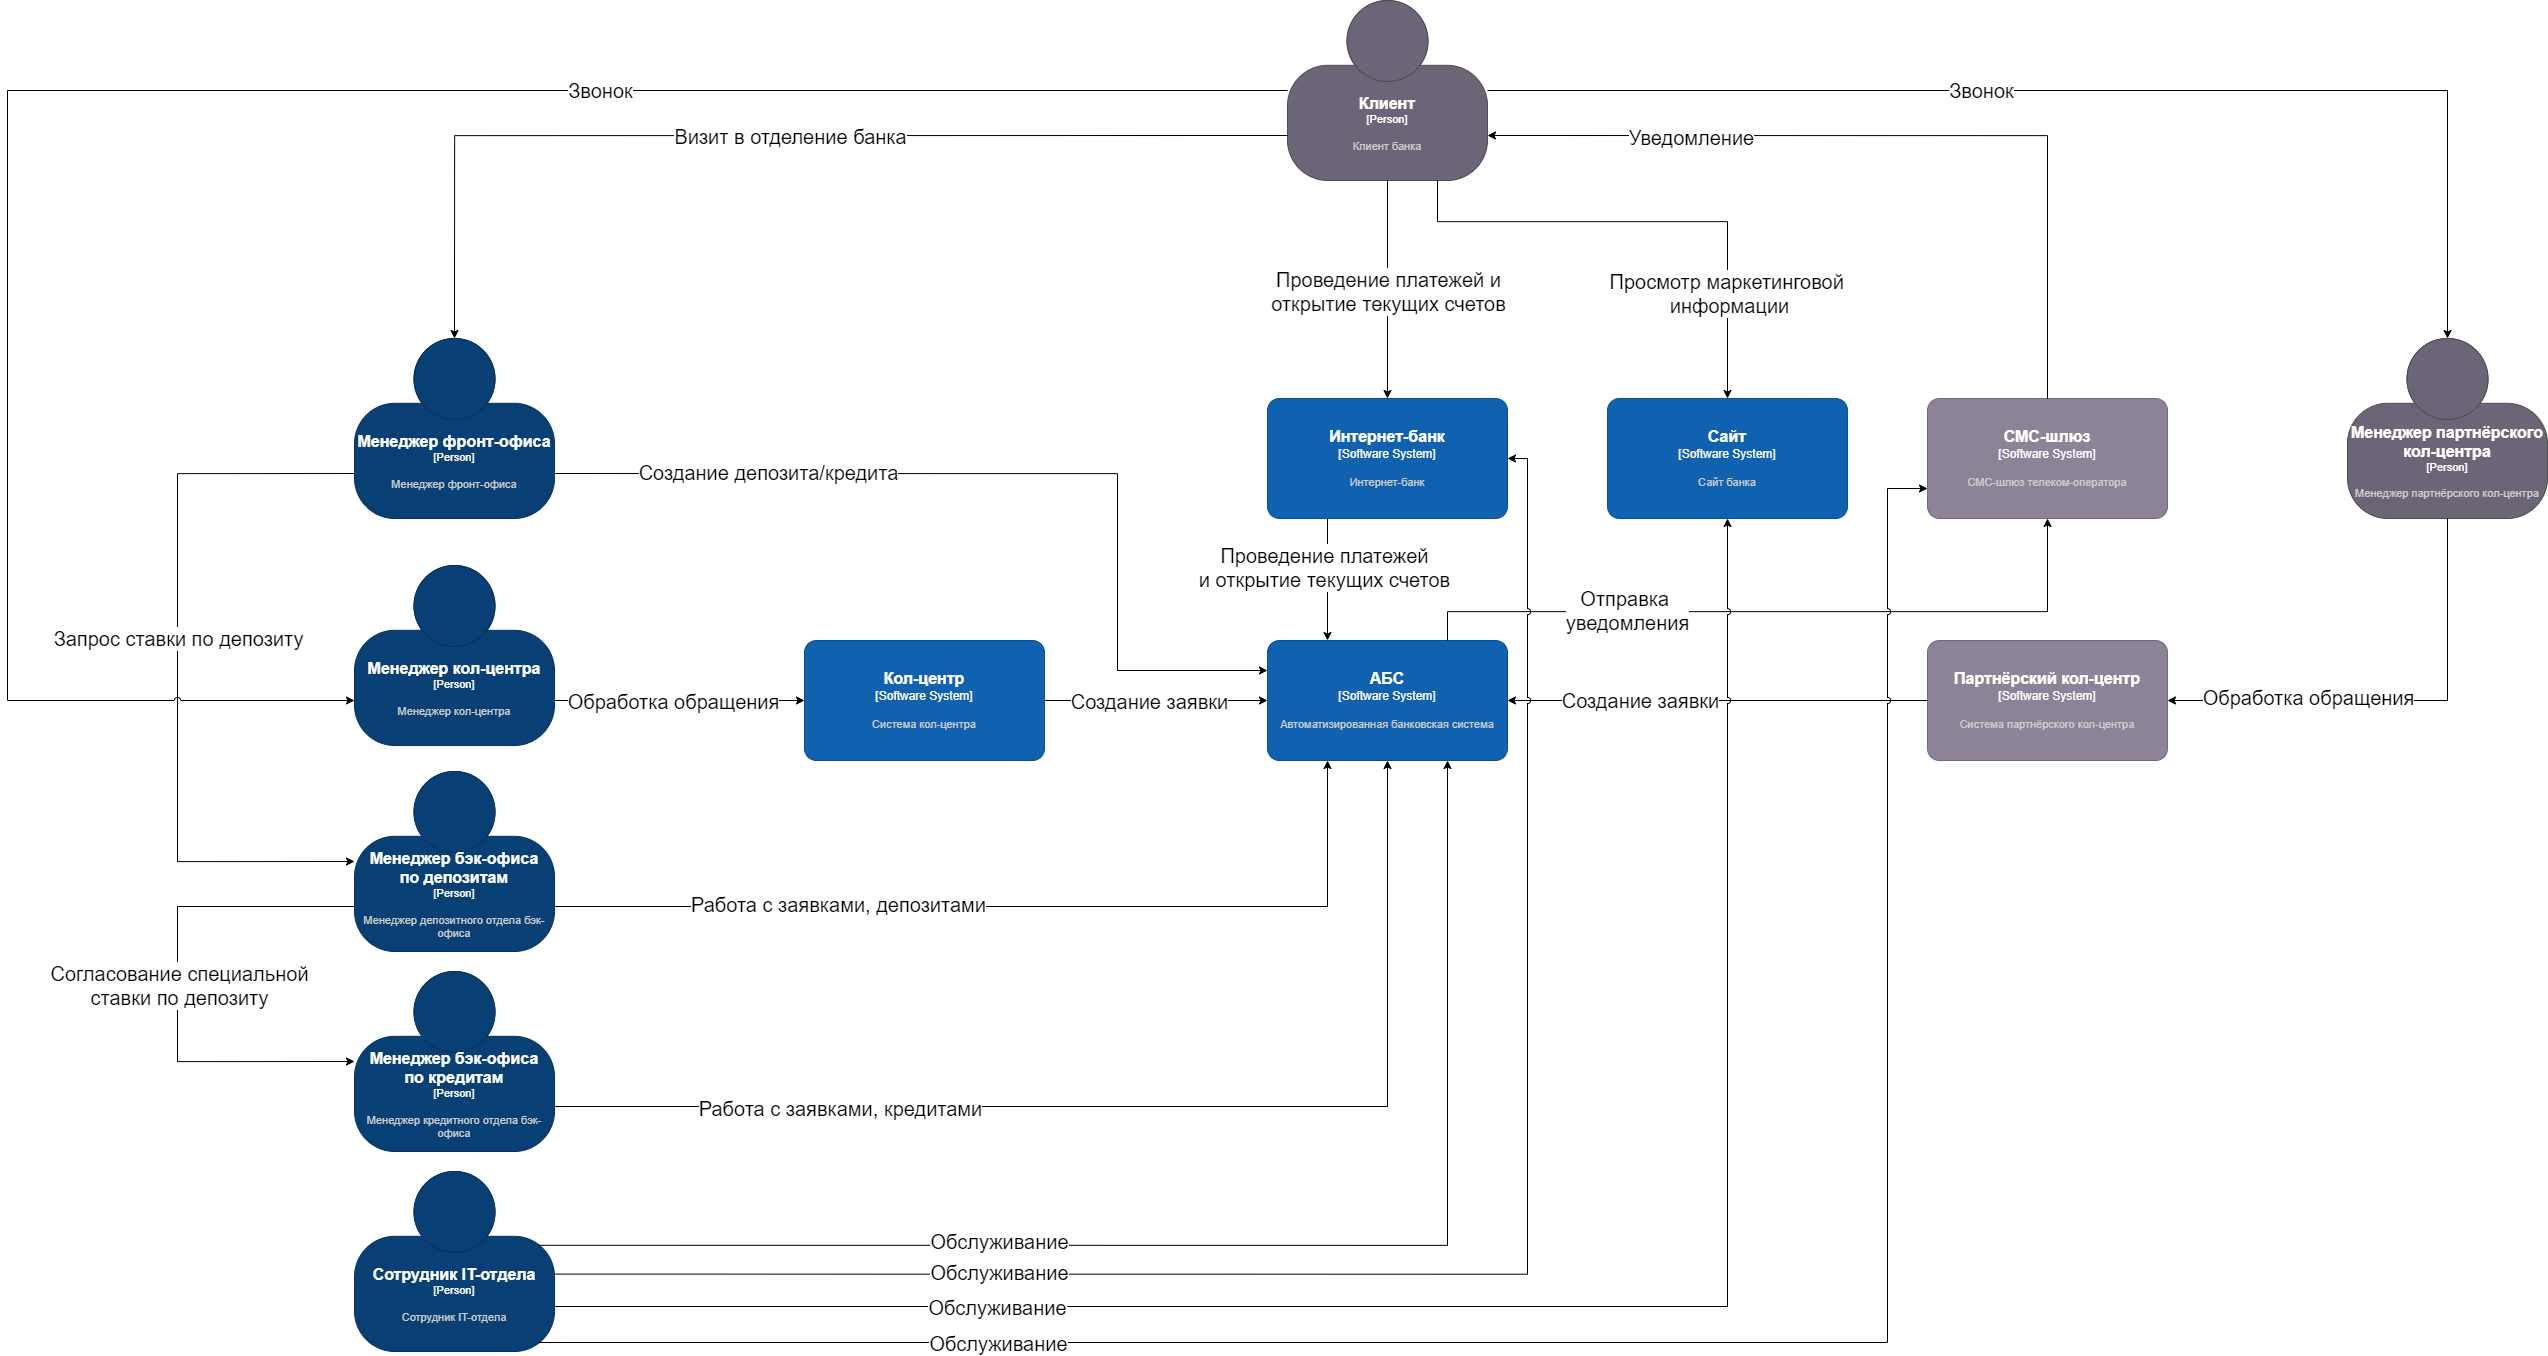 Клиент
[Person]
Клиент банка
Звонок
Звонок
Визит в отделение банка
Уведомление
Проведение платежей и
открытие текущих счетов
Просмотр маркетинговой
информации
Менеджер фронт-офиса
[Person]
Менеджер фронт-офиса
Создание депозита/кредита
Интернет-банк
[Software System]
Интернет-банк
Сайт
[Software System]
Сайт банка
СМС-шлюз
[Software System]
СМС-шлюз телеком-оператора
Менеджер партнёрского
кол-центра
[Person]
Менеджер партнёрского кол-центра
Проведение платежей
и открытие текущих счетов
Отправка
уведомления
Запрос ставки по депозиту
Менеджер кол-центра
[Person]
Менеджер кол-центра
Обработка обращения
Кол-центр
[Software System]
Система кол-центра
Создание заявки
АБС
[Software System]
Автоматизированная банковская система
Создание заявки
Партнёрский кол-центр
[Software System]
Система партнёрского кол-центра
Обработка обращения
Менеджер бэк-офиса
по депозитам
[Person]
Менеджер депозитного отдела бэк-
офиса
Работа с заявками, депозитами
Согласование специальной
ставки по депозиту
Менеджер бэк-офиса
по кредитам
[Person]
Менеджер кредитного отдела бэк-
офиса
Работа с заявками, кредитами
Сотрудник IT-отдела
[Person]
Сотрудник IT-отдела
Обслуживание
Обслуживание
Обслуживание
Обслуживание